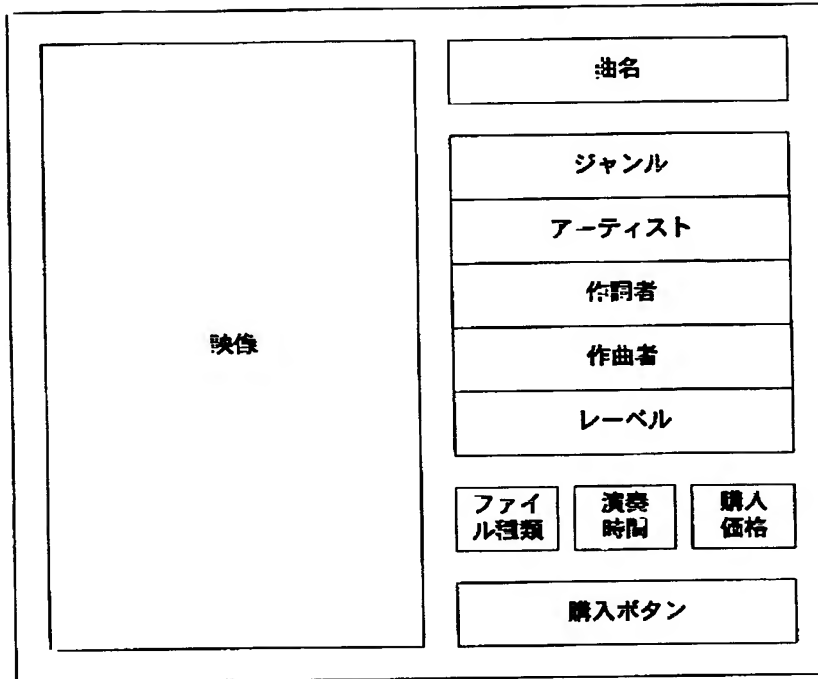 映像
曲名
ジャンル
アーティスト
作詞者
作曲者
レーベル
ファイ
ル種類
演奏
時間
購入
価格
購入ボタン